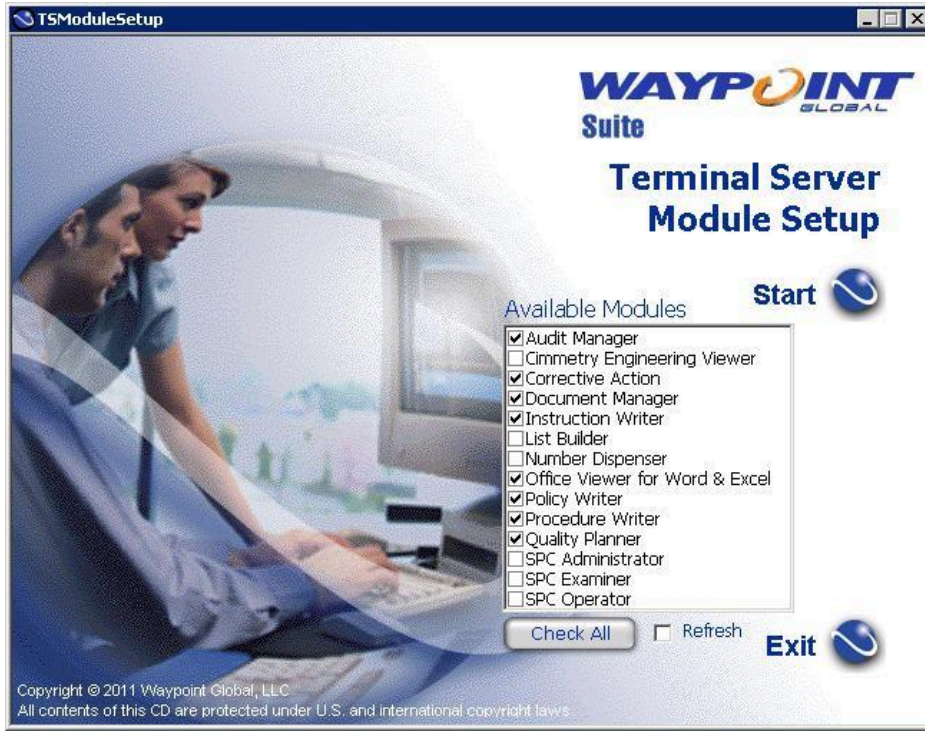 TSModuleSetup
WAYPOINT
GLOBAL
Suite
Terminal Server
Module Setup
Start
Available Modules
Audit Manager
Cimmetry Engineering Viewer
Corrective Action
Document Manager
Instruction Writer
List Builder
Number Dispenser
Office Viewer for Word & Excel
Policy Writer
Procedure Writer
Quality Planner
SPC Administrator
SPC Examiner
SPC Operator
Check All
Refresh
Exit
Copyright © 2011 Waypoint Global, LLC
All contents of this CD are protected under U.S. and international copyright laws